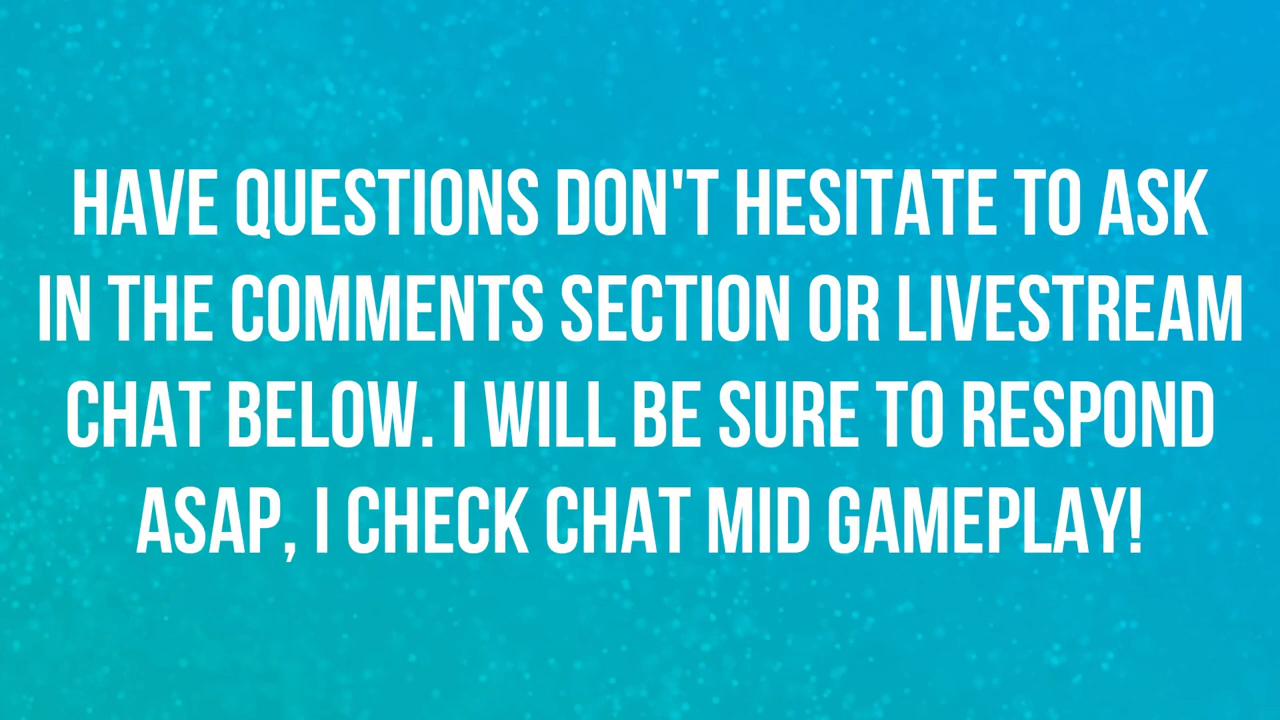 HAVE QUESTIONS DON'T HESITATE TO ASK
IN THE COMMENTS SECTION OR LIVESTREAM
CHAT BELOW. I WILL BE SURE TO RESPOND
ASAP, I CHECK CHAT MID GAMEPLAY!